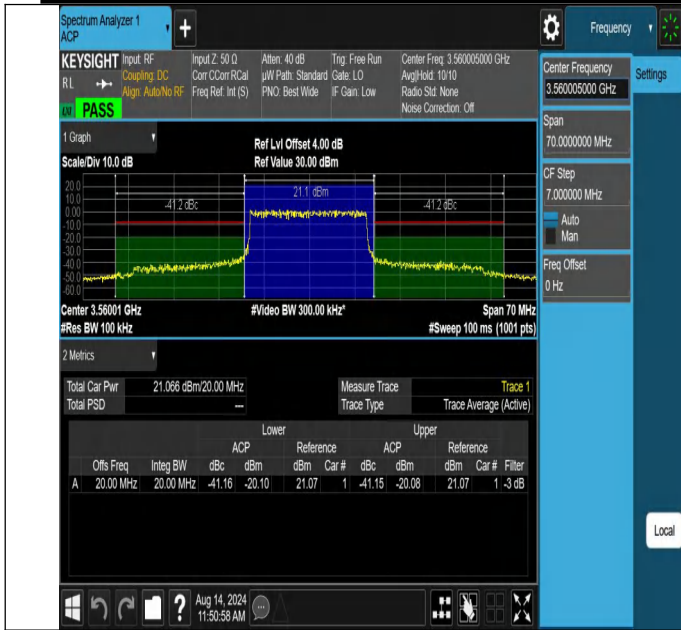 Spectrum Analyzer 1
ACP
+
Frequency
KEYSIGHT
RL
PASS
Input: RF
Coupling: DC
Align: Auto/No RF
Input Z: 50 Ω
Corr CCorr RCal
Freq Ref: Int (S)
Atten: 40 dB
µW Path: Standard
PNO: Best Wide
Trig: Free Run
Gate: LO
IF Gain: Low
Center Freq: 3.560005000 GHz
Avg|Hold: 10/10
Radio Std: None
Noise Correction: Off
Center Frequency
3.560005000 GHz
Settings
Span
70.0000000 MHz
CF Step
7.000000 MHz
Auto
Man
Freq Offset
0 Hz
1 Graph
Scale/Div 10.0 dB
Ref Lvl Offset 4.00 dB
Ref Value 30.00 dBm
20.0
10.0
0.00
-10.0
-20.0
-30.0
-40.0
-50.0
-60.0
-41.2 dBc
21.1 dBm
-41.2 dBc
Center 3.56001 GHz
#Video BW 300.00 kHz*
Span 70 MHz
#Res BW 100 kHz
#Sweep 100 ms (1001 pts)
2 Metrics
Total Car Pwr 21.066 dBm/20.00 MHz
Total PSD ---
Measure Trace Trace 1
Trace Type Trace Average (Active)
Lower Upper
ACP Reference ACP Reference
Offs Freq Integ BW dBc dBm dBm Car # dBc dBm dBm Car # Filter
A 20.00 MHz 20.00 MHz -41.16 -20.10 21.07 1 -41.15 -20.08 21.07 1 -3 dB
Local
?
Aug 14, 2024
11:50:58 AM